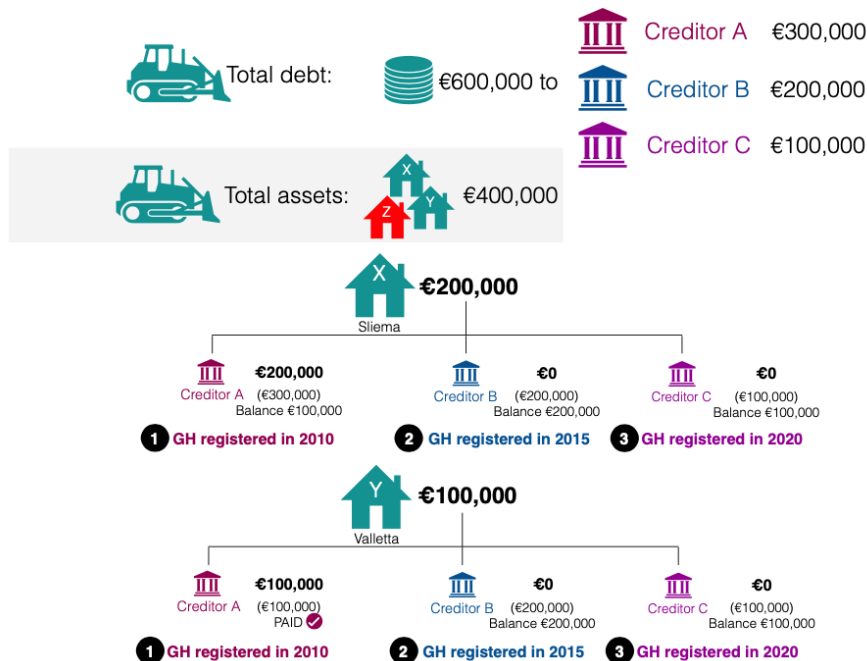 Total debt: €600,000 to
Creditor A €300,000
Creditor B €200,000
Creditor C €100,000
Total assets: X Y Z €400,000
X €200,000
Sliema
€200,000 €0 €0
Creditor A (€300,000) Creditor B (€200,000) Creditor C (€100,000)
Balance €100,000 Balance €200,000 Balance €100,000
1 GH registered in 2010 2 GH registered in 2015 3 GH registered in 2020
Y €100,000
Valletta
€100,000 €0 €0
Creditor A (€100,000) Creditor B (€200,000) Creditor C (€100,000)
PAID Balance €200,000 Balance €100,000
1 GH registered in 2010 2 GH registered in 2015 3 GH registered in 2020